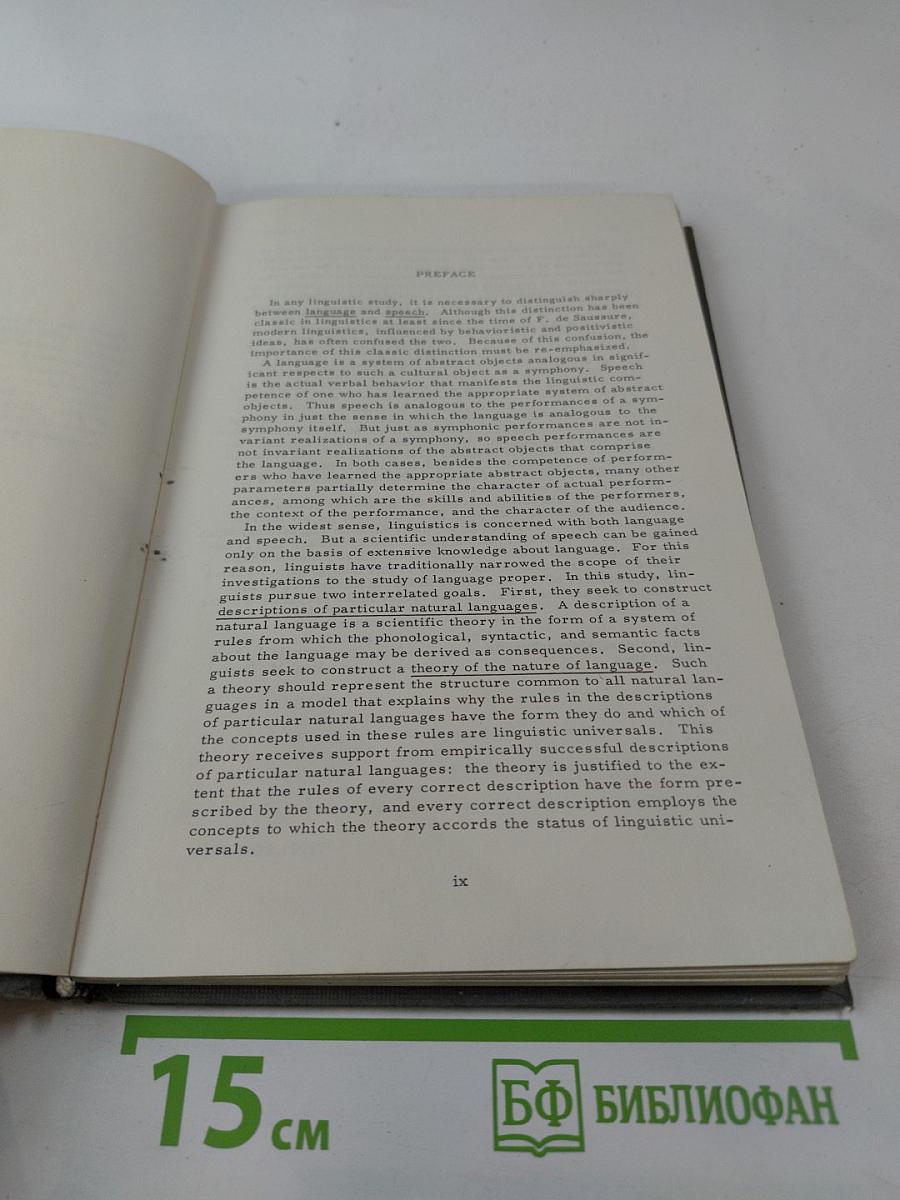 PREFACE
In any linguistic study, it is necessary to distinguish sharply
between language and speech. Although this distinction has been
classic in linguistics at least since the time of F. de Saussure,
modern linguistics, influenced by behavioristic and positivistic
ideas, has often confused the two. Because of this confusion, the
importance of this classic distinction must be re-emphasized.
A language is a system of abstract objects analogous in signif-
icant respects to such a cultural object as a symphony. Speech
is the actual verbal behavior that manifests the linguistic com-
petence of one who has learned the appropriate system of abstract
objects. Thus speech is analogous to the performances of a sym-
phony in just the sense in which the language is analogous to the
symphony itself. But just as symphonic performances are not in-
variant realizations of a symphony, so speech performances are
not invariant realizations of the abstract objects that comprise
the language. In both cases, besides the competence of perform-
ers who have learned the appropriate abstract objects, many other
parameters partially determine the character of actual perform-
ances, among which are the skills and abilities of the performers,
the context of the performance, and the character of the audience.
In the widest sense, linguistics is concerned with both language
and speech. But a scientific understanding of speech can be gained
only on the basis of extensive knowledge about language. For this
reason, linguists have traditionally narrowed the scope of their
investigations to the study of language proper. In this study, lin-
guists pursue two interrelated goals. First, they seek to construct
descriptions of particular natural languages. A description of a
natural language is a scientific theory in the form of a system of
rules from which the phonological, syntactic, and semantic facts
about the language may be derived as consequences. Second, lin-
guists seek to construct a theory of the nature of language. Such
a theory should represent the structure common to all natural lan-
guages in a model that explains why the rules in the descriptions
of particular natural languages have the form they do and which of
the concepts used in these rules are linguistic universals. This
theory receives support from empirically successful descriptions
of particular natural languages: the theory is justified to the ex-
tent that the rules of every correct description have the form pre-
scribed by the theory, and every correct description employs the
concepts to which the theory accords the status of linguistic uni-
versals.
ix
15 см
БФ БИБЛИОФАН